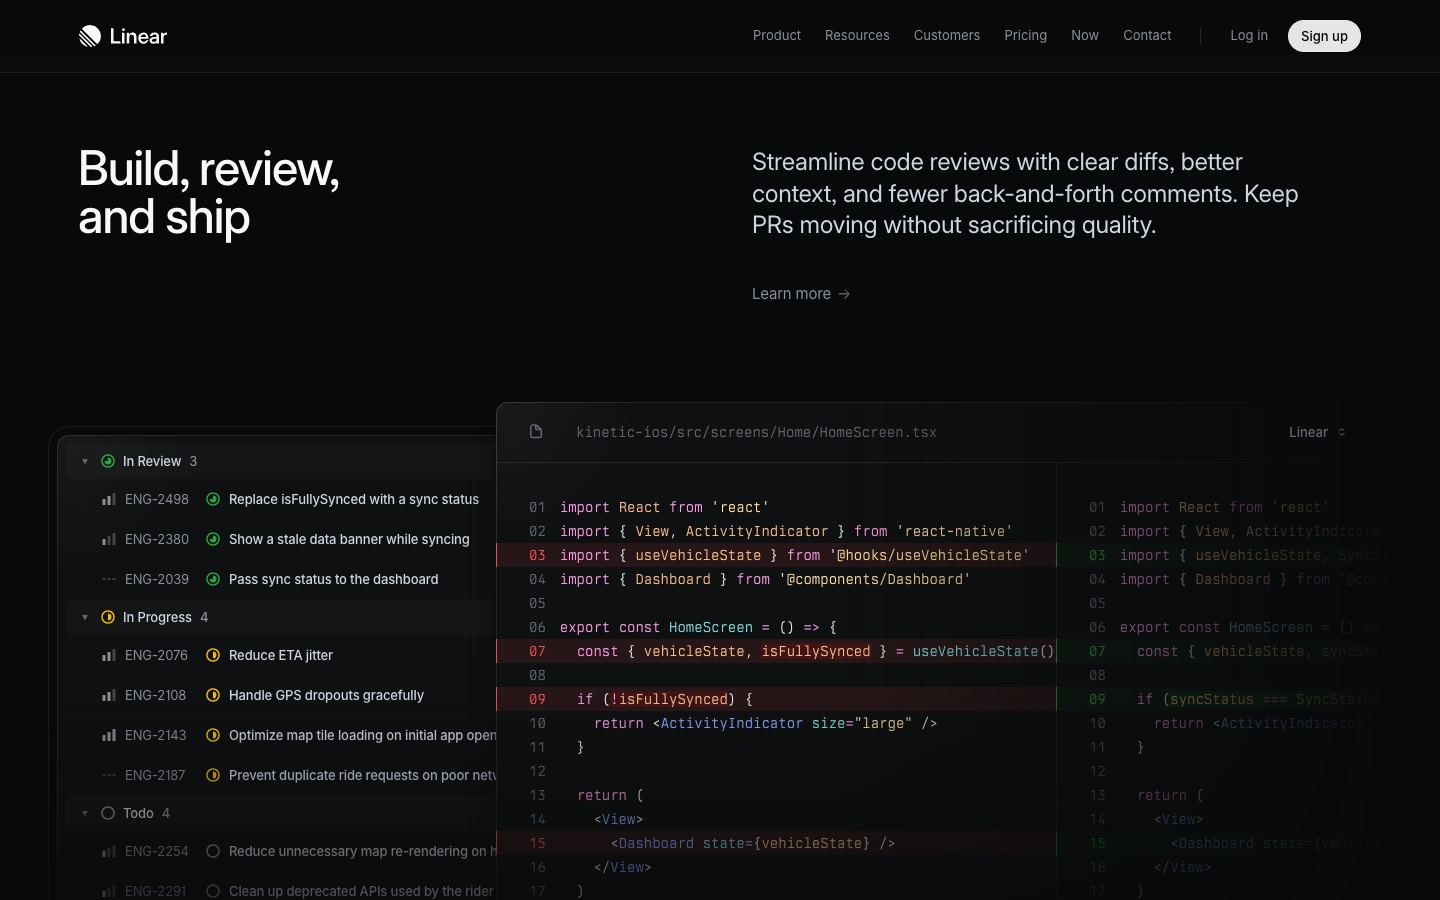 Linear
Product Resources Customers Pricing Now Contact Log in Sign up
Build, review,
and ship
Streamline code reviews with clear diffs, better
context, and fewer back-and-forth comments. Keep
PRs moving without sacrificing quality.
Learn more →
In Review 3
ENG-2498 Replace isFullySynced with a sync status
ENG-2380 Show a stale data banner while syncing
ENG-2039 Pass sync status to the dashboard
In Progress 4
ENG-2076 Reduce ETA jitter
ENG-2108 Handle GPS dropouts gracefully
ENG-2143 Optimize map tile loading on initial app open
ENG-2187 Prevent duplicate ride requests on poor
Todo 4
ENG-2254 Reduce unnecessary map re-rendering on
ENG-2291 Clean up deprecated APIs used by the rider
kinetic-ios/src/screens/Home/HomeScreen.tsx
Linear
01 import React from 'react'
02 import { View, ActivityIndicator } from 'react-native'
03 import { useVehicleState } from '@hooks/useVehicleState'
04 import { Dashboard } from '@components/Dashboard'
05
06 export const HomeScreen = () => {
07 const { vehicleState, isFullySynced } = useVehicleState()
08
09 if (!isFullySynced) {
10 return <ActivityIndicator size="large" />
11 }
12
13 return (
14 <View>
15 <Dashboard state={vehicleState} />
16 </View>
17 )
01 import React from 'react'
02 import { View, ActivityIndicator
03 import { useVehicleState,
04 import { Dashboard } from
05
06 export const HomeScreen = () =>
07 const { vehicleState,
08
09 if (syncStatus ===
10 return <ActivityIndicator
11 }
12
13 return (
14 <View>
15 <Dashboard
16 </View>
17 )